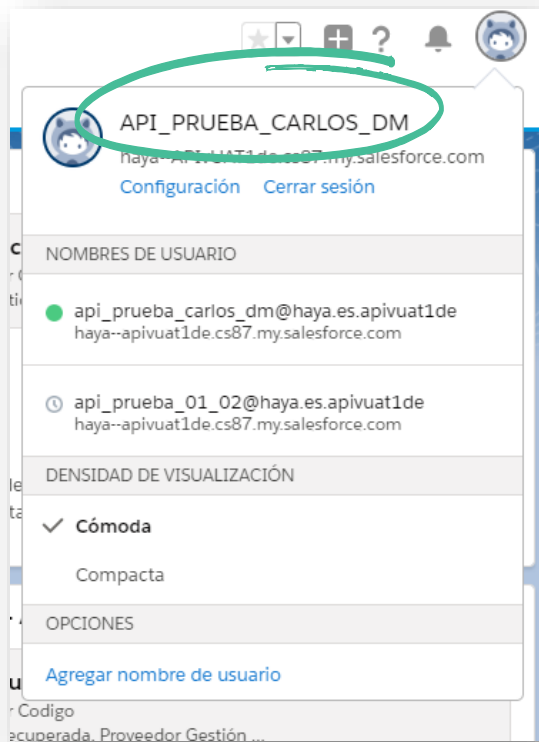 API_PRUEBA_CARLOS_DM
haya--APIvUAT1de.cs87.my.salesforce.com
Configuración Cerrar sesión
NOMBRES DE USUARIO
api_prueba_carlos_dm@haya.es.apivuat1de
haya--apivuat1de.cs87.my.salesforce.com
api_prueba_01_02@haya.es.apivuat1de
haya--apivuat1de.cs87.my.salesforce.com
DENSIDAD DE VISUALIZACIÓN
Cómoda
Compacta
OPCIONES
Agregar nombre de usuario
Codigo
ecuperada, Proveedor Gestión ...